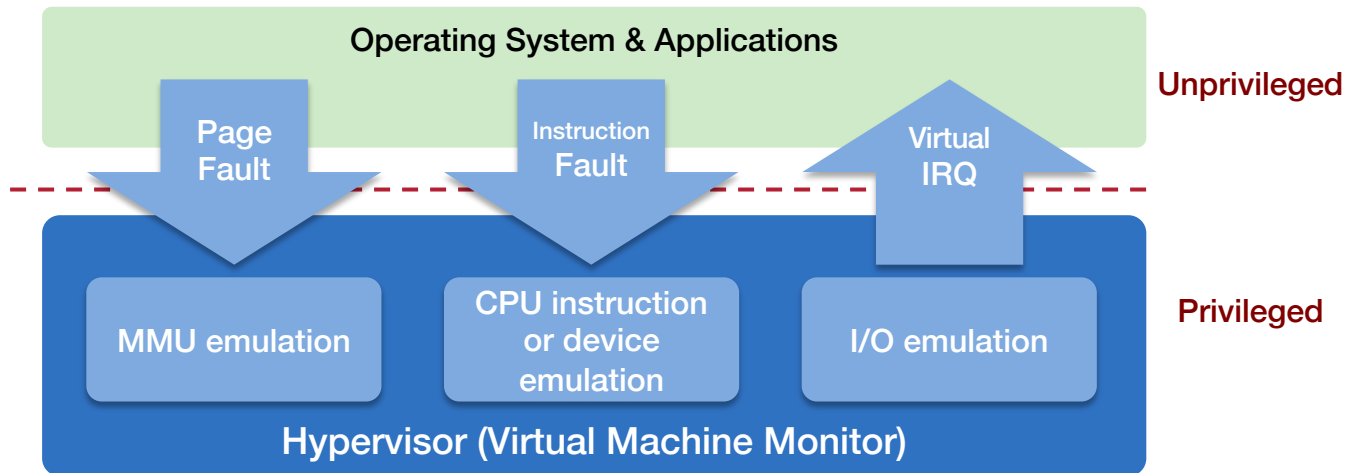 Operating System & Applications
Unprivileged
Page
Fault
Instruction
Fault
Virtual
IRQ
MMU emulation
CPU instruction
or device
emulation
I/O emulation
Privileged
Hypervisor (Virtual Machine Monitor)